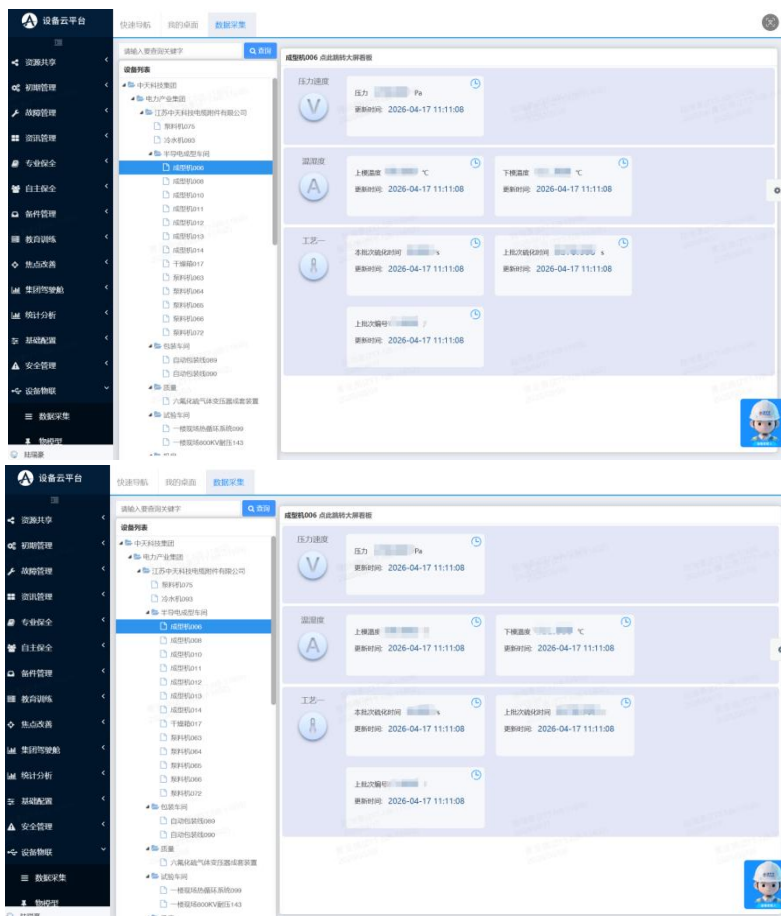 设备云平台
快速导航 我的桌面 数据采集
请输入要查询关键字 查询
设备列表
资源共享
初期管理
故障管理
资讯管理
专业保全
自主保全
备件管理
教育训练
焦点改善
集团驾驶舱
统计分析
基础配置
安全管理
设备物联
数据采集
物模型
中天科技集团
电力产业集团
江苏中天科技电缆附件有限公司
泵料机075
冷水机093
半导电成型车间
成型机006
成型机008
成型机010
成型机011
成型机012
成型机013
成型机014
干燥箱017
泵料机063
泵料机064
泵料机065
泵料机066
泵料机072
包装车间
自动包装线089
自动包装线090
质量
六氟化硫气体变压器成套装置
试验车间
一楼现场热循环系统099
一楼现场600KV耐压143
成型机006 点此跳转大屏看板
压力速度
V
压力 Pa
更新时间: 2026-04-17 11:11:08
温湿度
A
上模温度 ℃
更新时间: 2026-04-17 11:11:08
下模温度 ℃
更新时间: 2026-04-17 11:11:08
工艺一
本批次硫化时间 s
更新时间: 2026-04-17 11:11:08
上批次硫化时间 s
更新时间: 2026-04-17 11:11:08
上批次编号
更新时间: 2026-04-17 11:11:08
设备云平台
快速导航 我的桌面 数据采集
请输入要查询关键字 查询
设备列表
资源共享
初期管理
故障管理
资讯管理
专业保全
自主保全
备件管理
教育训练
焦点改善
集团驾驶舱
统计分析
基础配置
安全管理
设备物联
数据采集
物模型
中天科技集团
电力产业集团
江苏中天科技电缆附件有限公司
泵料机075
冷水机093
半导电成型车间
成型机006
成型机008
成型机010
成型机011
成型机012
成型机013
成型机014
干燥箱017
泵料机063
泵料机064
泵料机065
泵料机066
泵料机072
包装车间
自动包装线089
自动包装线090
质量
六氟化硫气体变压器成套装置
试验车间
一楼现场热循环系统099
一楼现场600KV耐压143
成型机006 点此跳转大屏看板
压力速度
V
压力 Pa
更新时间: 2026-04-17 11:11:08
温湿度
A
上模温度
更新时间: 2026-04-17 11:11:08
下模温度 ℃
更新时间: 2026-04-17 11:11:08
工艺一
本批次硫化时间 s
更新时间: 2026-04-17 11:11:08
上批次硫化时间
更新时间: 2026-04-17 11:11:08
上批次编号
更新时间: 2026-04-17 11:11:08